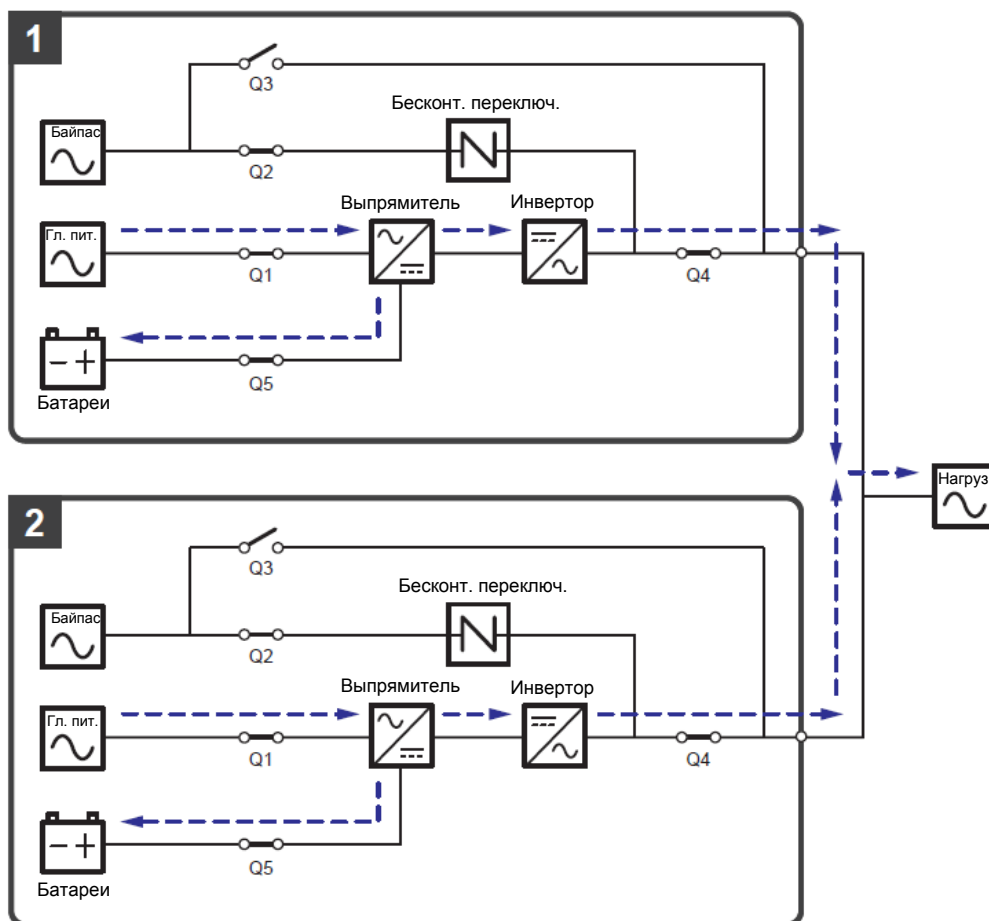 1
Q3
Бесконт. переключ.
Байпас
Q2
Выпрямитель
Инвертор
Гл. пит.
Q1
Q4
Q5
Батареи
Нагруз
2
Q3
Бесконт. переключ.
Байпас
Q2
Выпрямитель
Инвертор
Гл. пит.
Q1
Q4
Q5
Батареи